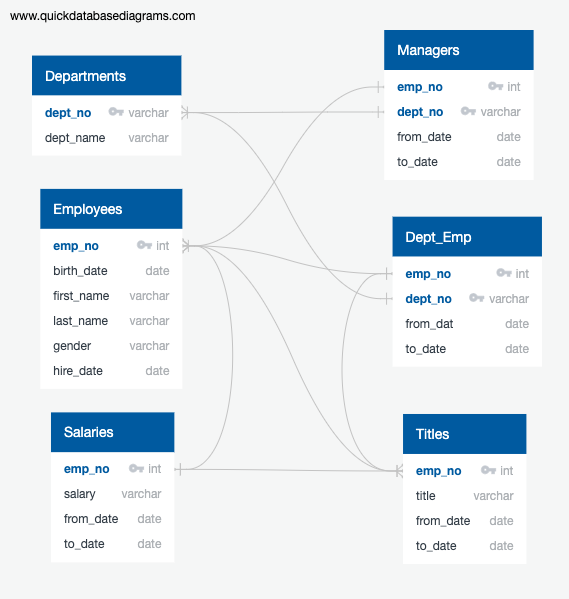 www.quickdatabasediagrams.com
Departments
dept_no varchar
dept_name varchar
Managers
emp_no int
dept_no varchar
from_date date
to_date date
Employees
emp_no int
birth_date date
first_name varchar
last_name varchar
gender varchar
hire_date date
Dept_Emp
emp_no int
dept_no varchar
from_dat date
to_date date
Salaries
emp_no int
salary varchar
from_date date
to_date date
Titles
emp_no int
title varchar
from_date date
to_date date